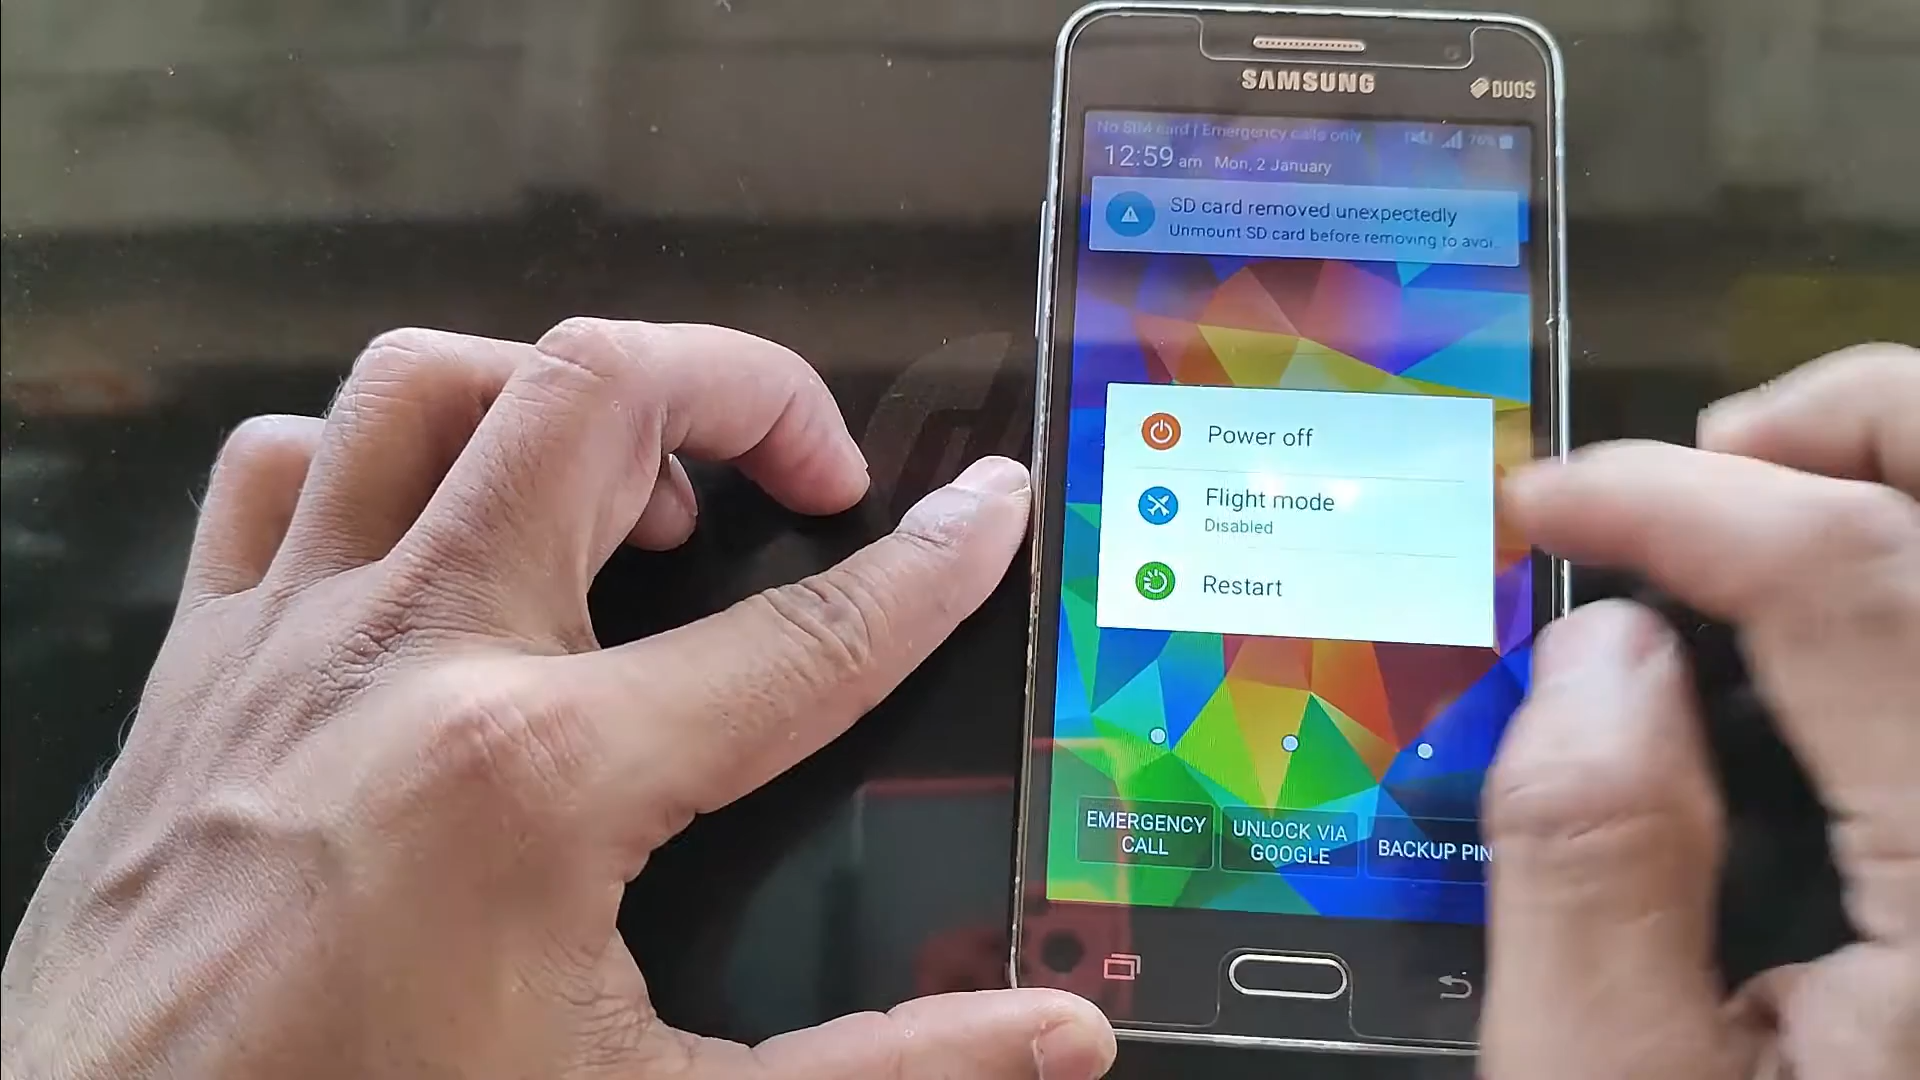 SAMSUNG
DUOS
No SIM card | Emergency calls only
76%
12:59 am Mon, 2 January
SD card removed unexpectedly
Unmount SD card before removing to avoi..
Power off
Flight mode
Disabled
Restart
EMERGENCY
CALL
UNLOCK VIA
GOOGLE
BACKUP PIN